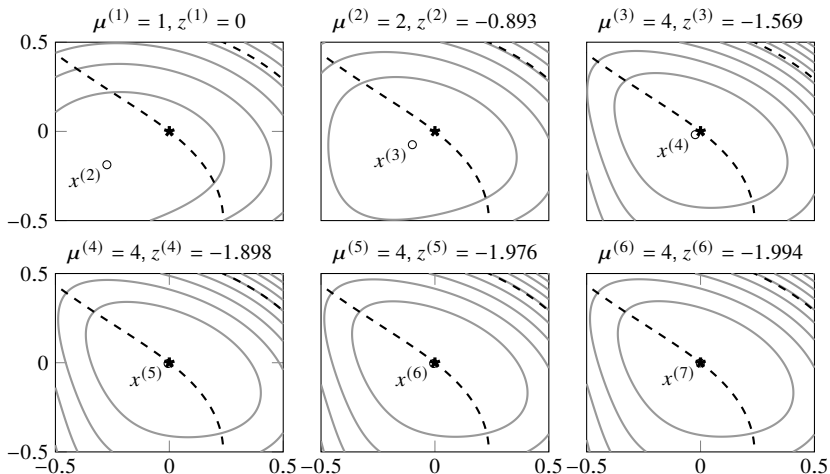 μ(1) = 1, z(1) = 0
μ(2) = 2, z(2) = −0.893
μ(3) = 4, z(3) = −1.569
0.5
0
−0.5
x(2)
x(3)
x(4)
μ(4) = 4, z(4) = −1.898
μ(5) = 4, z(5) = −1.976
μ(6) = 4, z(6) = −1.994
0.5
0
−0.5
x(5)
x(6)
x(7)
−0.5 0 0.5
−0.5 0 0.5
−0.5 0 0.5